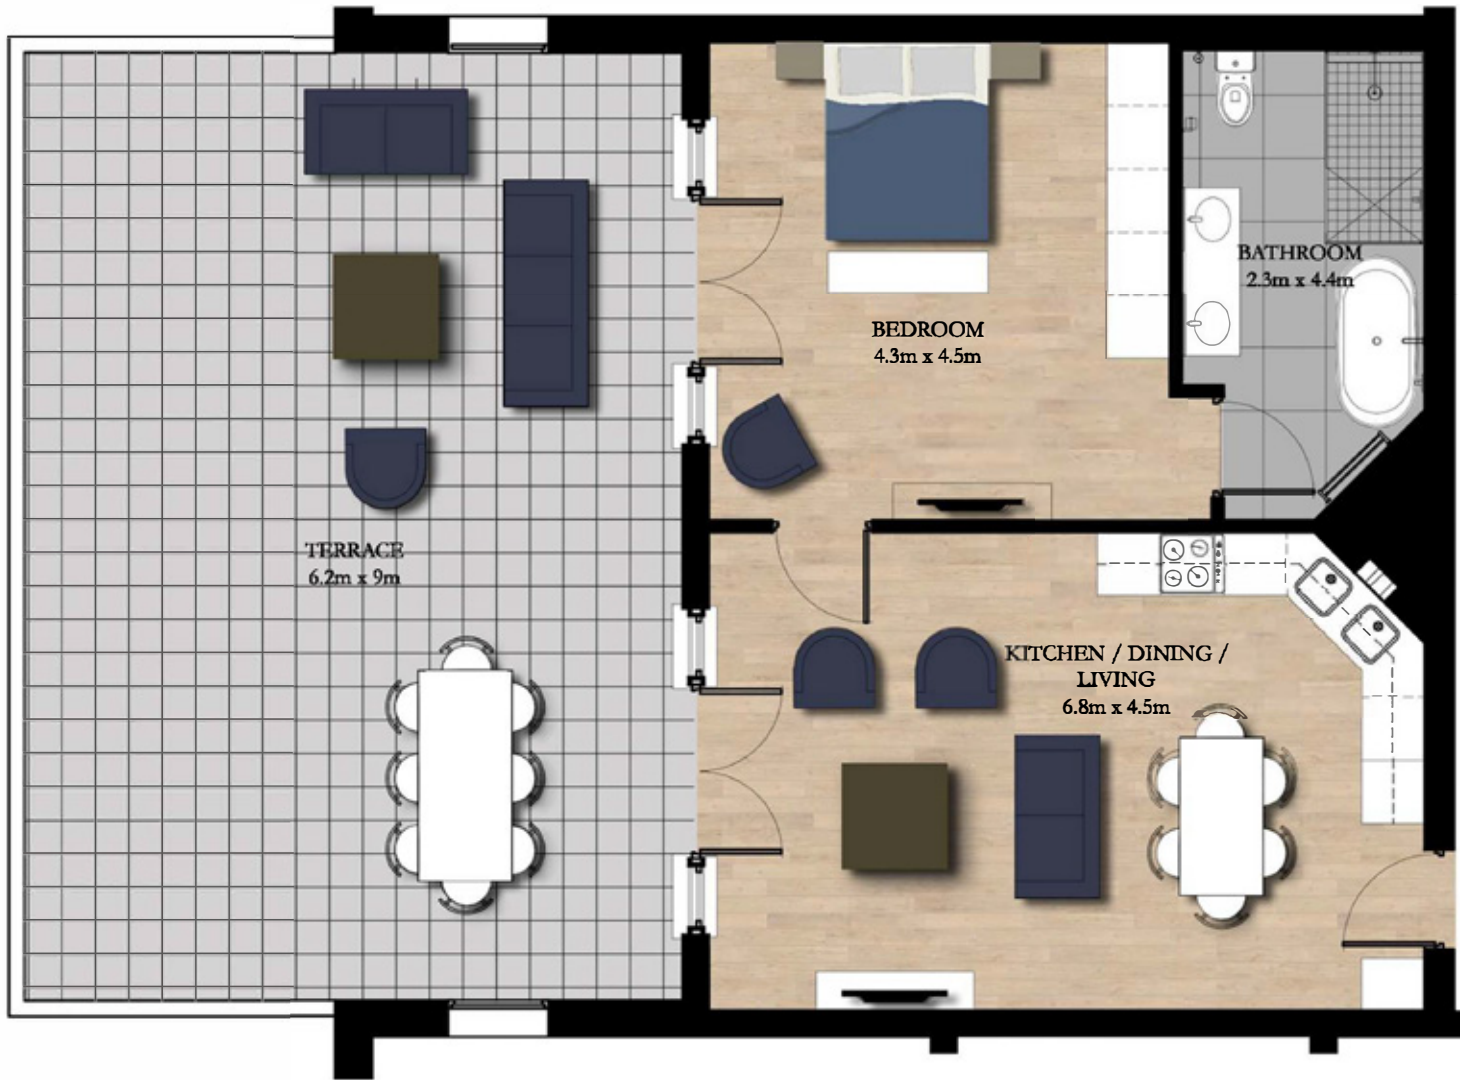 BATHROOM
2.3m x 4.4m
BEDROOM
4.3m x 4.5m
TERRACE
6.2m x 9m
KITCHEN / DINING /
LIVING
6.8m x 4.5m